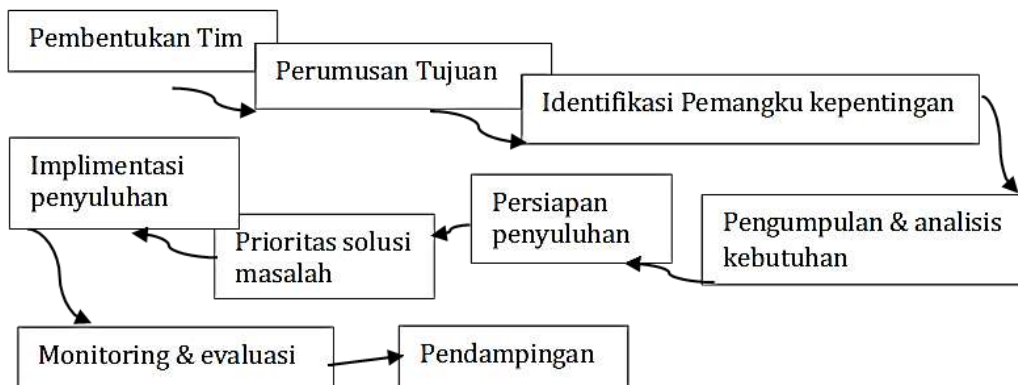 Pembentukan Tim
Perumusan Tujuan
Identifikasi Pemangku kepentingan
Pengumpulan & analisis
kebutuhan
Persiapan
penyuluhan
Prioritas solusi
masalah
Implimentasi
penyuluhan
Monitoring & evaluasi
Pendampingan